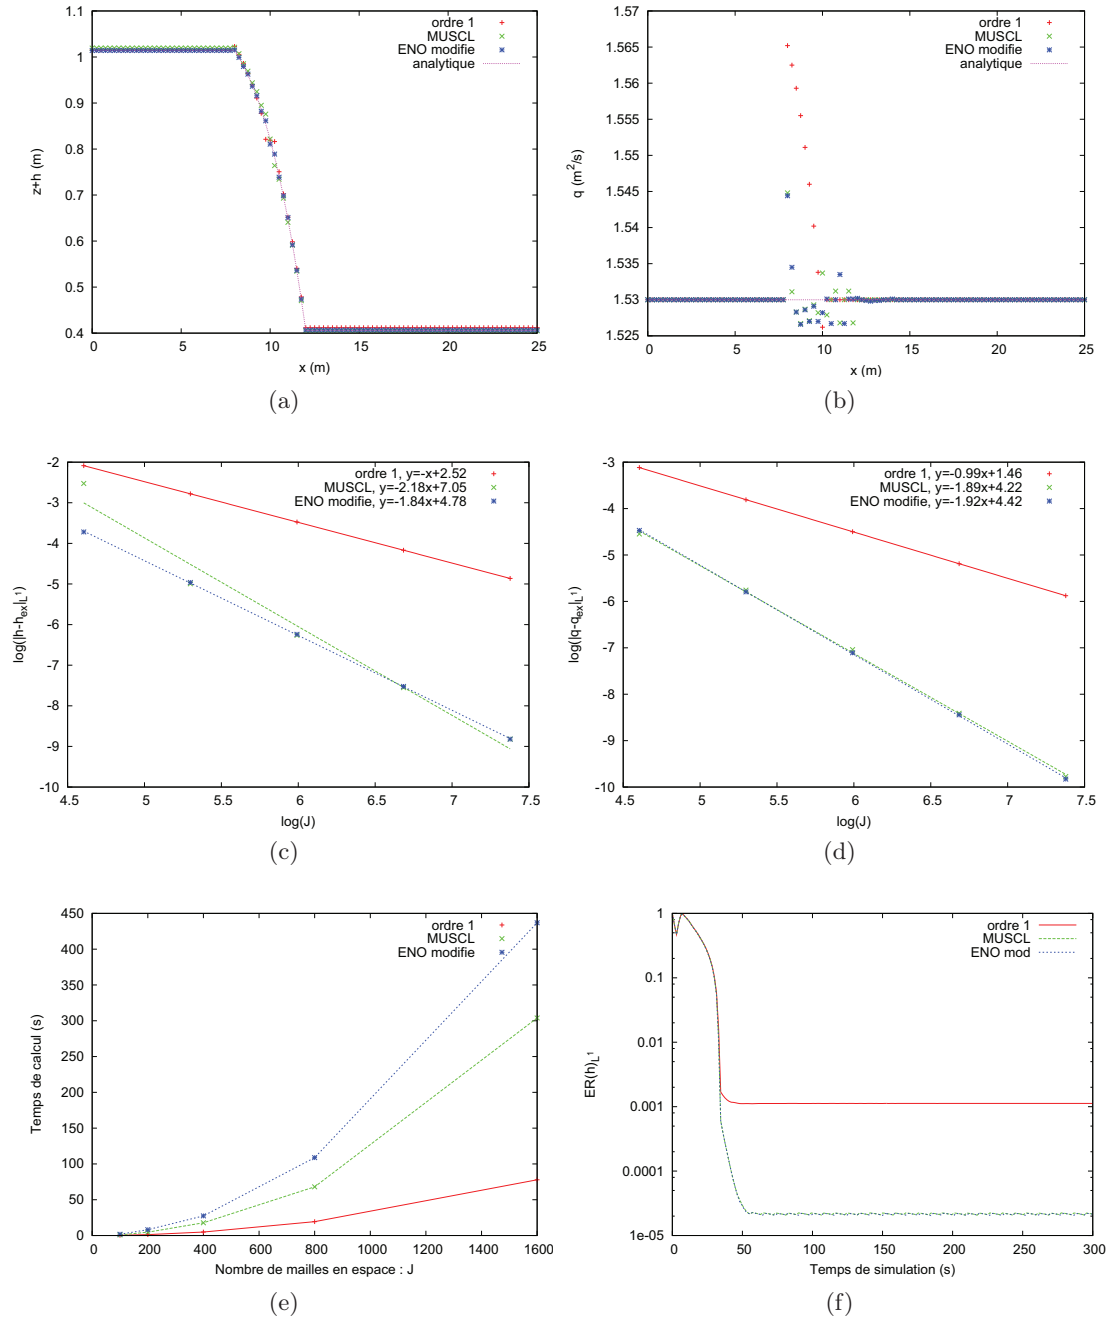 ordre 1
MUSCL
ENO modifie
analytique
z+h (m)
1.1
1
0.9
0.8
0.7
0.6
0.5
0.4
0 5 10 15 20 25
x (m)
(a)
ordre 1
MUSCL
ENO modifie
analytique
q (m²/s)
1.57
1.565
1.56
1.555
1.55
1.545
1.54
1.535
1.530
1.525
0 5 10 15 20 25
x (m)
(b)
ordre 1, y=-x+2.52
MUSCL, y=-2.18x+7.05
ENO modifie, y=-1.84x+4.78
log(|h-h_ex|_L¹)
-2
-3
-4
-5
-6
-7
-8
-9
-10
4.5 5 5.5 6 6.5 7 7.5
log(J)
(c)
ordre 1, y=-0.99x+1.46
MUSCL, y=-1.89x+4.22
ENO modifie, y=-1.92x+4.42
log(|q-q_ex|_L¹)
-3
-4
-5
-6
-7
-8
-9
-10
4.5 5 5.5 6 6.5 7 7.5
log(J)
(d)
ordre 1
MUSCL
ENO modifie
Temps de calcul (s)
450
400
350
300
250
200
150
100
50
0
0 200 400 600 800 1000 1200 1400 1600
Nombre de mailles en espace : J
(e)
ordre 1
MUSCL
ENO mod
ER(h)_L¹
1
0.1
0.01
0.001
0.0001
1e-05
0 50 100 150 200 250 300
Temps de simulation (s)
(f)